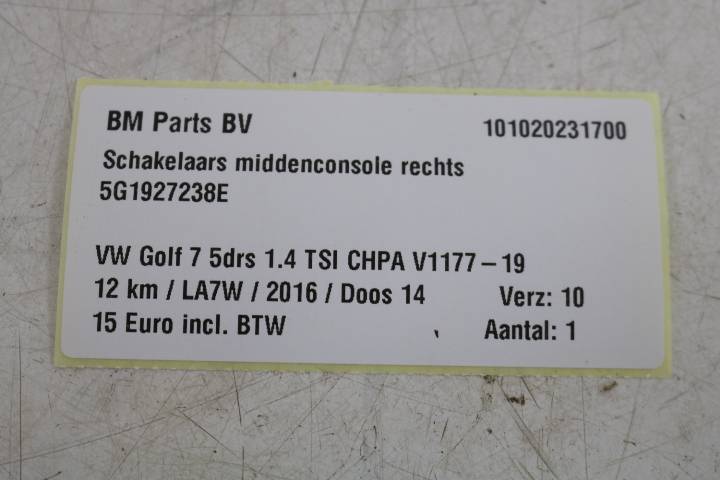 BM Parts BV 101020231700
Schakelaars middenconsole rechts
5G1927238E
VW Golf 7 5drs 1.4 TSI CHPA V1177-19
12 km / LA7W / 2016 / Doos 14 Verz: 10
15 Euro incl. BTW Aantal: 1